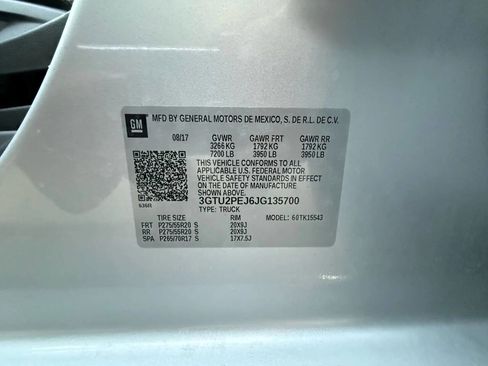 GM
MFD BY GENERAL MOTORS DE MEXICO, S. DE R.L. DE C.V.
08/17 GVWR GAWR FRT GAWR RR
3266 KG 1792 KG 1792 KG
7200 LB 3950 LB 3950 LB
THIS VEHICLE CONFORMS TO ALL
APPLICABLE U.S. FEDERAL MOTOR
VEHICLE SAFETY STANDARDS IN
EFFECT ON THE DATE OF
MANUFACTURE SHOWN ABOVE.
3GTU2PEJ6JG135700
TYPE: TRUCK
TIRE SIZE RIM MODEL: 60TK15543
FRT P275/55R20 S 20X9J
RR P275/55R20 S 20X9J
SPA P265/70R17 S 17X7.5J